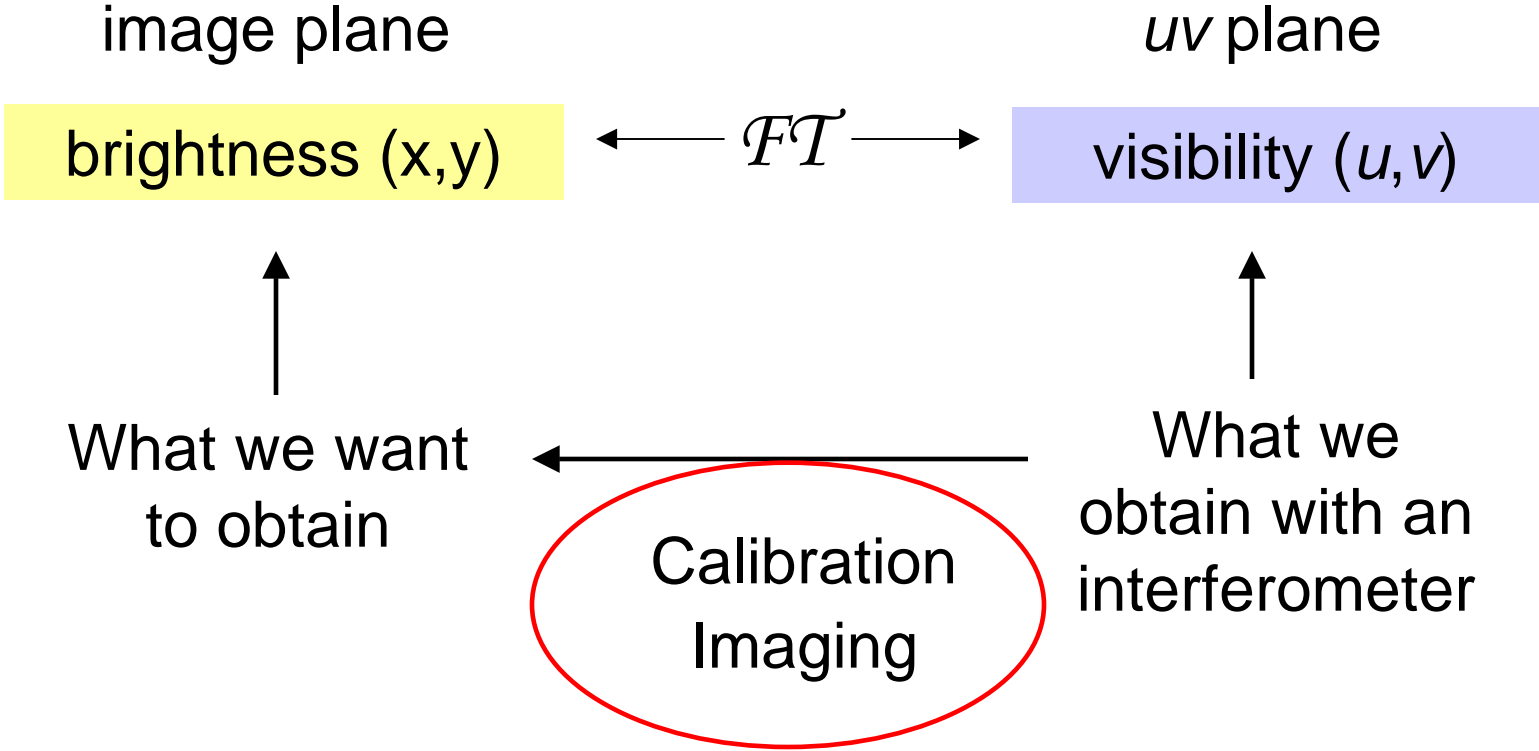 image plane
uv plane
brightness (x,y)
FT
visibility (u,v)
What we want
to obtain
Calibration
Imaging
What we
obtain with an
interferometer